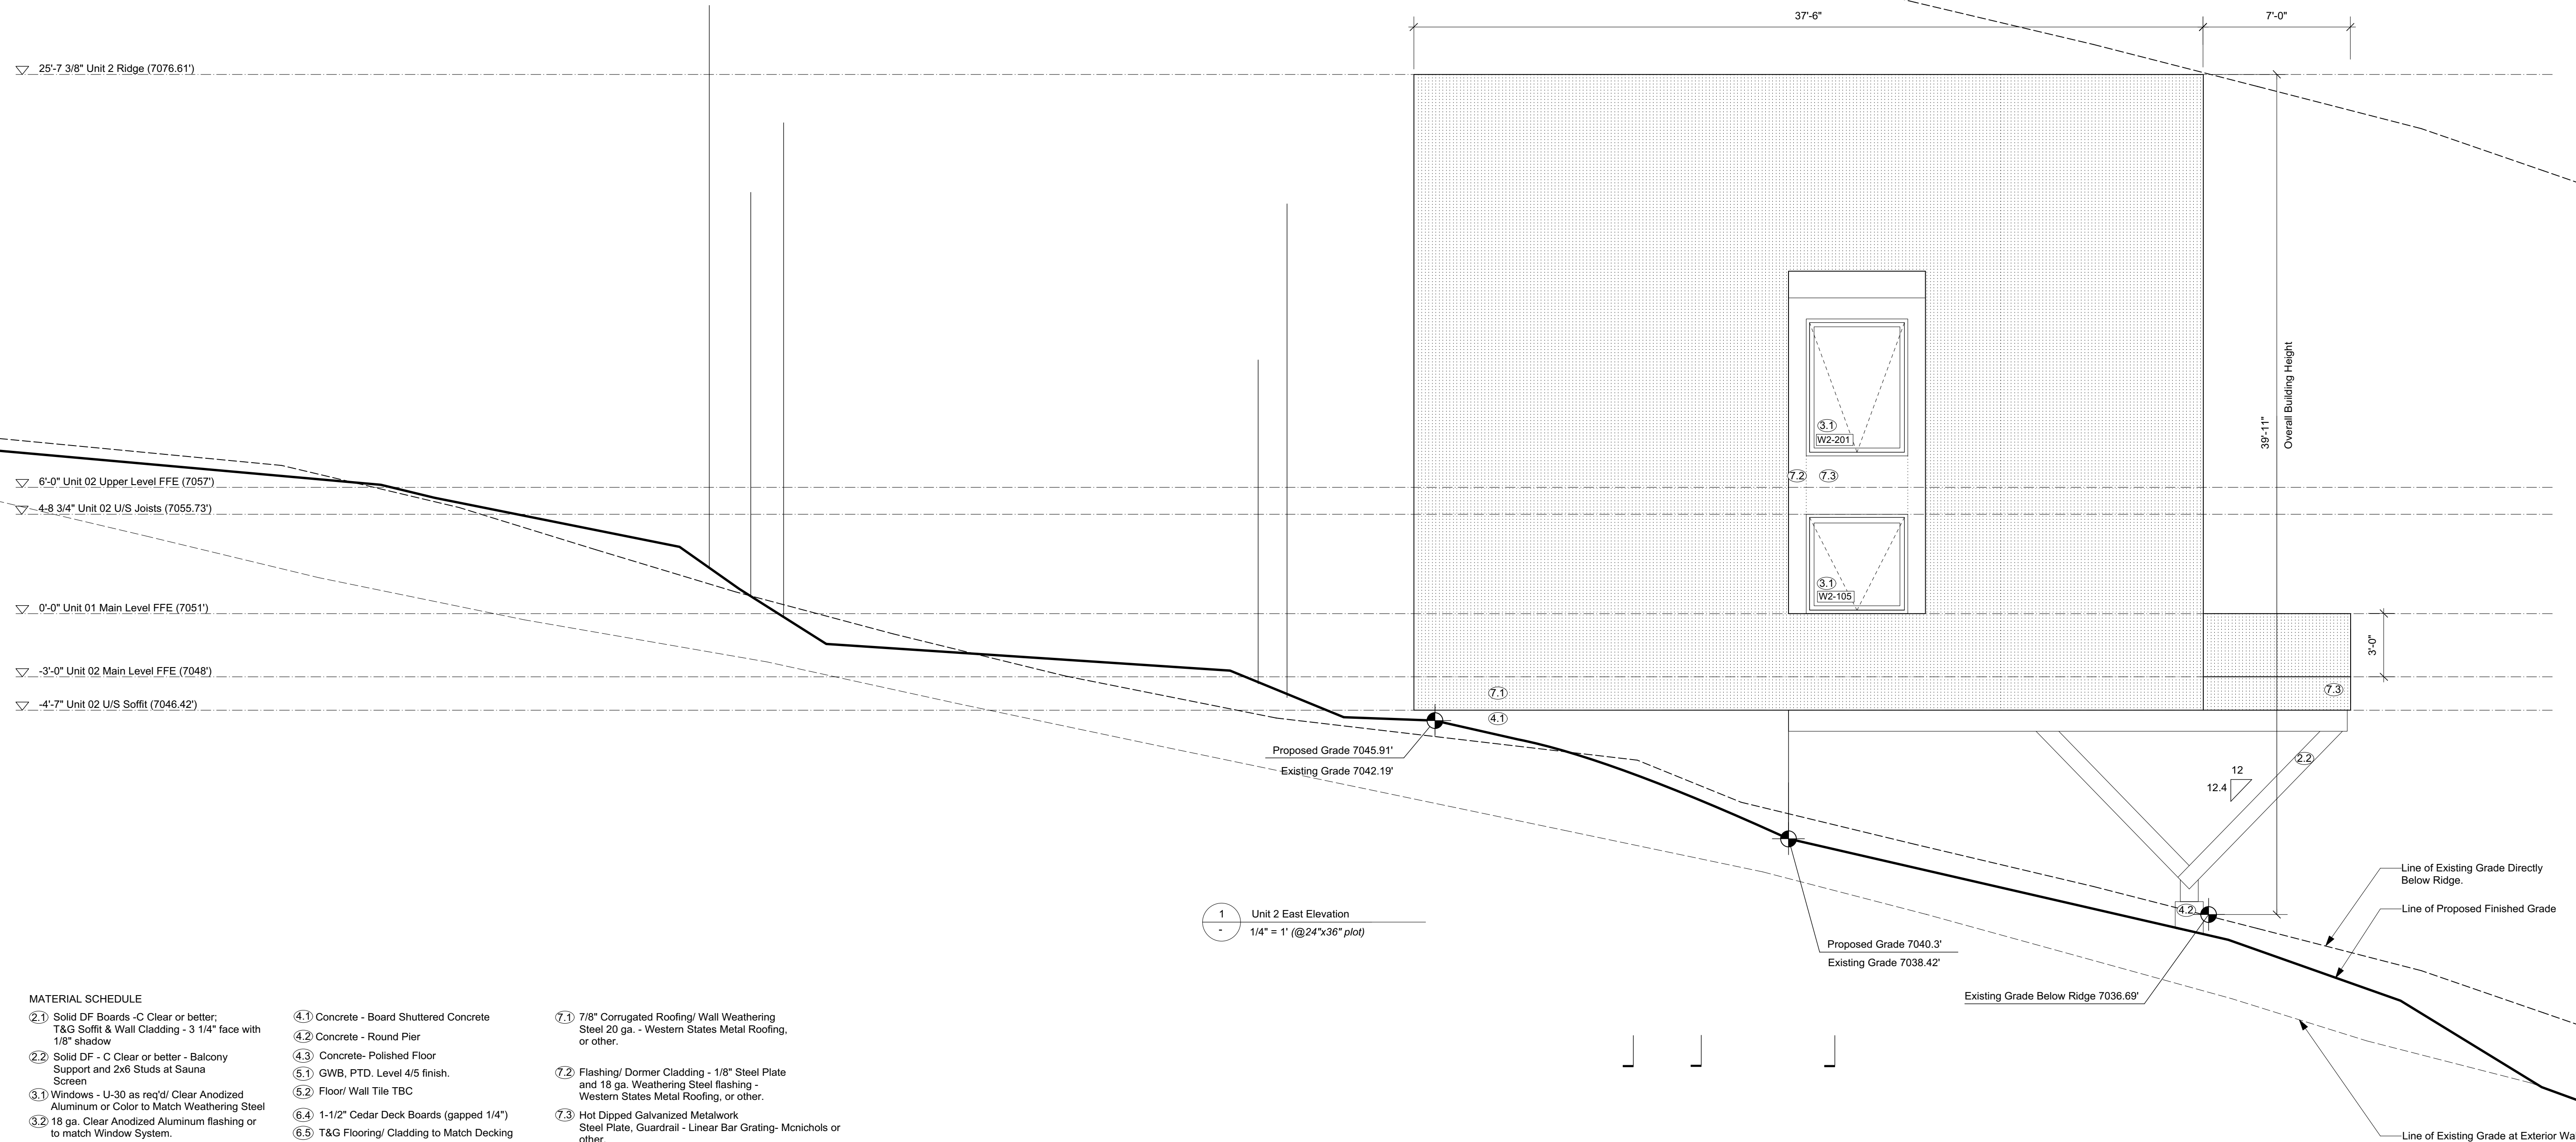 37'-6"
7'-0"
25'-7 3/8" Unit 2 Ridge (7076.61')
39'-11"
Overall Building Height
3.1
W2-201
7.2
7.3
6'-0" Unit 02 Upper Level FFE (7057')
4-8 3/4" Unit 02 U/S Joists (7055.73')
3.1
W2-105
0'-0" Unit 01 Main Level FFE (7051')
3'-0"
-3'-0" Unit 02 Main Level FFE (7048')
7.1
7.3
-4'-7" Unit 02 U/S Soffit (7046.42')
4.1
Proposed Grade 7045.91'
Existing Grade 7042.19'
2.2
12
12.4
Line of Existing Grade Directly
Below Ridge.
4.2
Line of Proposed Finished Grade
1
-
Unit 2 East Elevation
1/4" = 1' (@24"x36" plot)
Proposed Grade 7040.3'
Existing Grade 7038.42'
Existing Grade Below Ridge 7036.69'
MATERIAL SCHEDULE
2.1 Solid DF Boards -C Clear or better;
T&G Soffit & Wall Cladding - 3 1/4" face with
1/8" shadow
2.2 Solid DF - C Clear or better - Balcony
Support and 2x6 Studs at Sauna
Screen
3.1 Windows - U-30 as req'd/ Clear Anodized
Aluminum or Color to Match Weathering Steel
3.2 18 ga. Clear Anodized Aluminum flashing or
to match Window System.
4.1 Concrete - Board Shuttered Concrete
4.2 Concrete - Round Pier
4.3 Concrete- Polished Floor
5.1 GWB, PTD. Level 4/5 finish.
5.2 Floor/ Wall Tile TBC
6.4 1-1/2" Cedar Deck Boards (gapped 1/4")
6.5 T&G Flooring/ Cladding to Match Decking
7.1 7/8" Corrugated Roofing/ Wall Weathering
Steel 20 ga. - Western States Metal Roofing,
or other.
7.2 Flashing/ Dormer Cladding - 1/8" Steel Plate
and 18 ga. Weathering Steel flashing -
Western States Metal Roofing, or other.
7.3 Hot Dipped Galvanized Metalwork
Steel Plate, Guardrail - Linear Bar Grating- Mcnichols or
other.
Line of Existing Grade at Exterior Wa